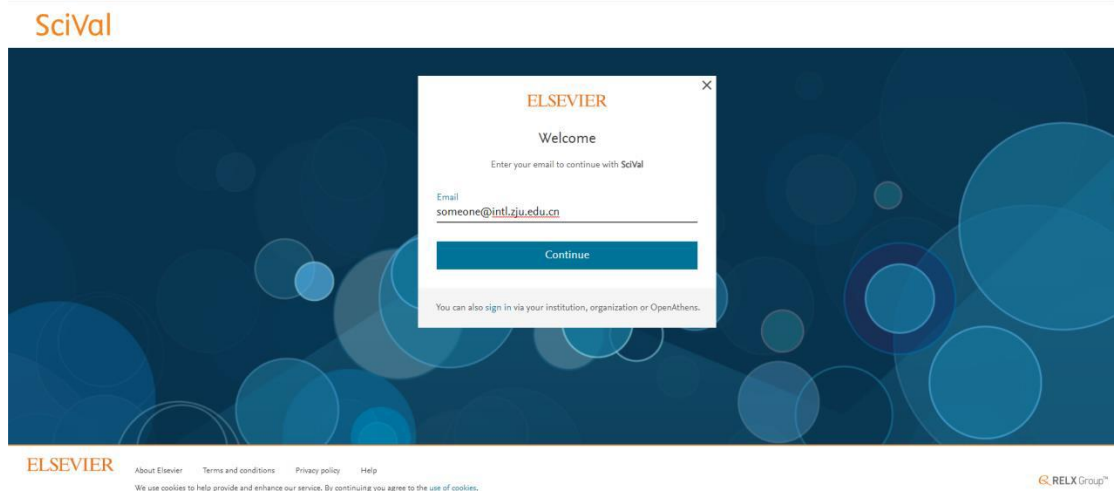 SciVal
ELSEVIER
Welcome
Enter your email to continue with SciVal
Email
someone@intl.zju.edu.cn
Continue
You can also sign in via your institution, organization or OpenAthens.
ELSEVIER
About Elsevier Terms and conditions Privacy policy Help
We use cookies to help provide and enhance our service. By continuing you agree to the use of cookies.
RELX Group™